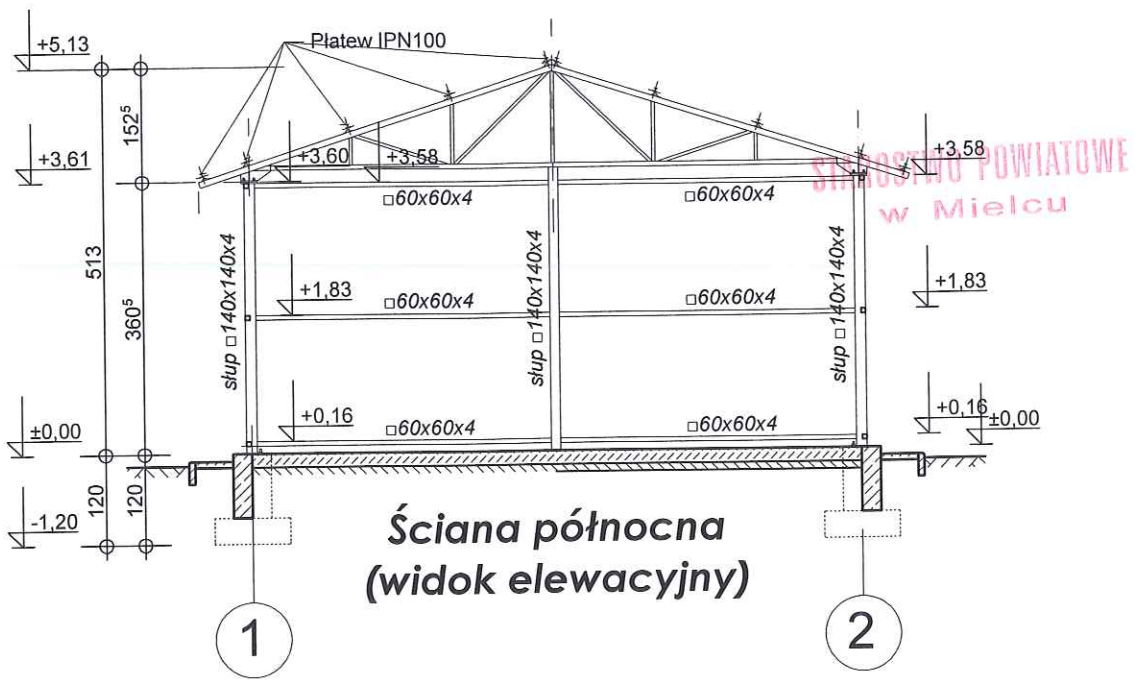 +5,13
Płatew IPN100
152⁵
+3,61
+3,60
+3,58
+3,58
STAROSTWO POWIATOWE
w Mielcu
□60x60x4
□60x60x4
513
360⁵
słup □140x140x4
słup □140x140x4
słup □140x140x4
+1,83
□60x60x4
□60x60x4
+1,83
±0,00
+0,16
□60x60x4
□60x60x4
+0,16
±0,00
120
120
-1,20
Ściana północna
(widok elewacyjny)
1
2